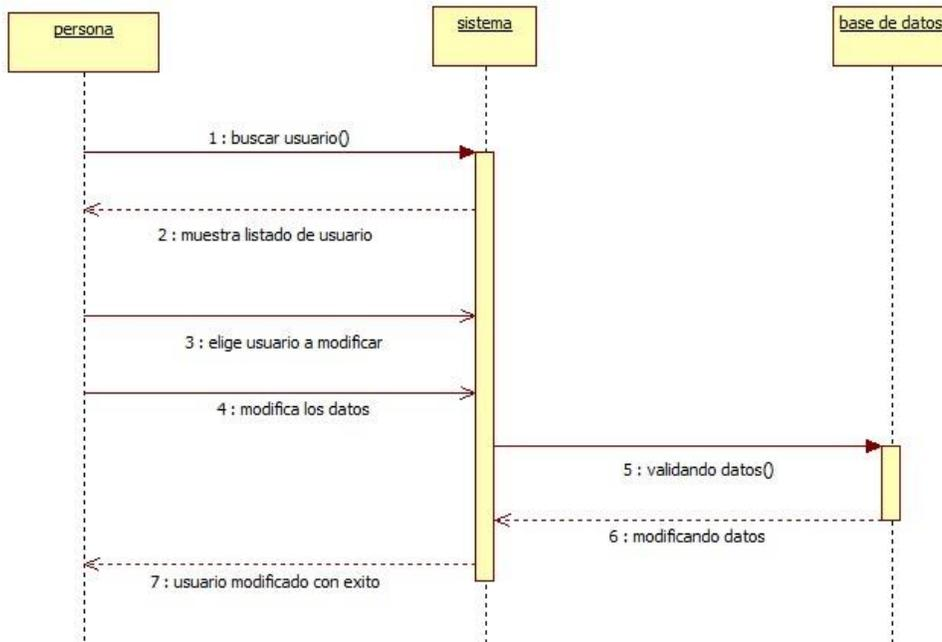 persona
sistema
base de datos
1 : buscar usuario()
2 : muestra listado de usuario
3 : elige usuario a modificar
4 : modifica los datos
5 : validando datos()
6 : modificando datos
7 : usuario modificado con exito